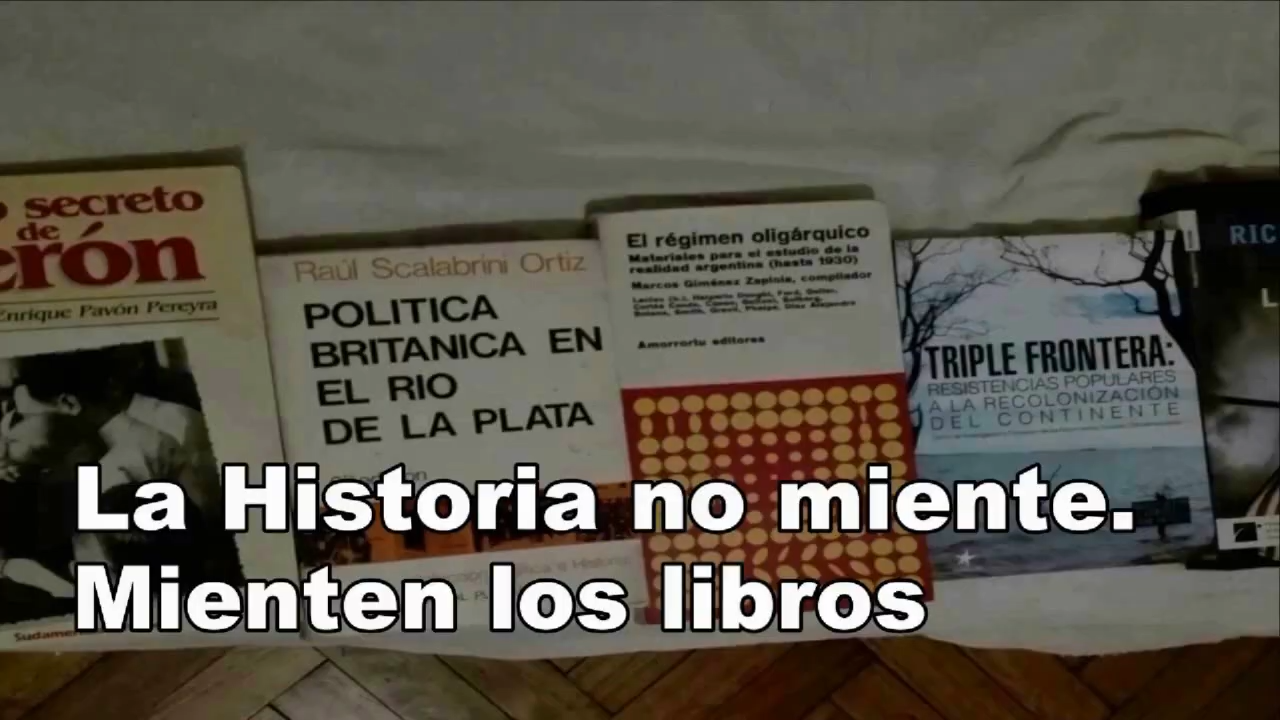 secreto
de
erón
Enrique Pavón Pereyra
Sudamer
Raúl Scalabrini Ortiz
POLITICA
BRITANICA EN
EL RIO
DE LA PLATA
El régimen oligárquico
Materiales para el estudio de la
realidad argentina (hasta 1930)
Marcos Giménez Zapiola, compilador
Amorrortu editores
TRIPLE FRONTERA:
RESISTENCIAS POPULARES
A LA RECOLONIZACIÓN
DEL CONTINENTE
RIC
L
La Historia no miente.
Mienten los libros